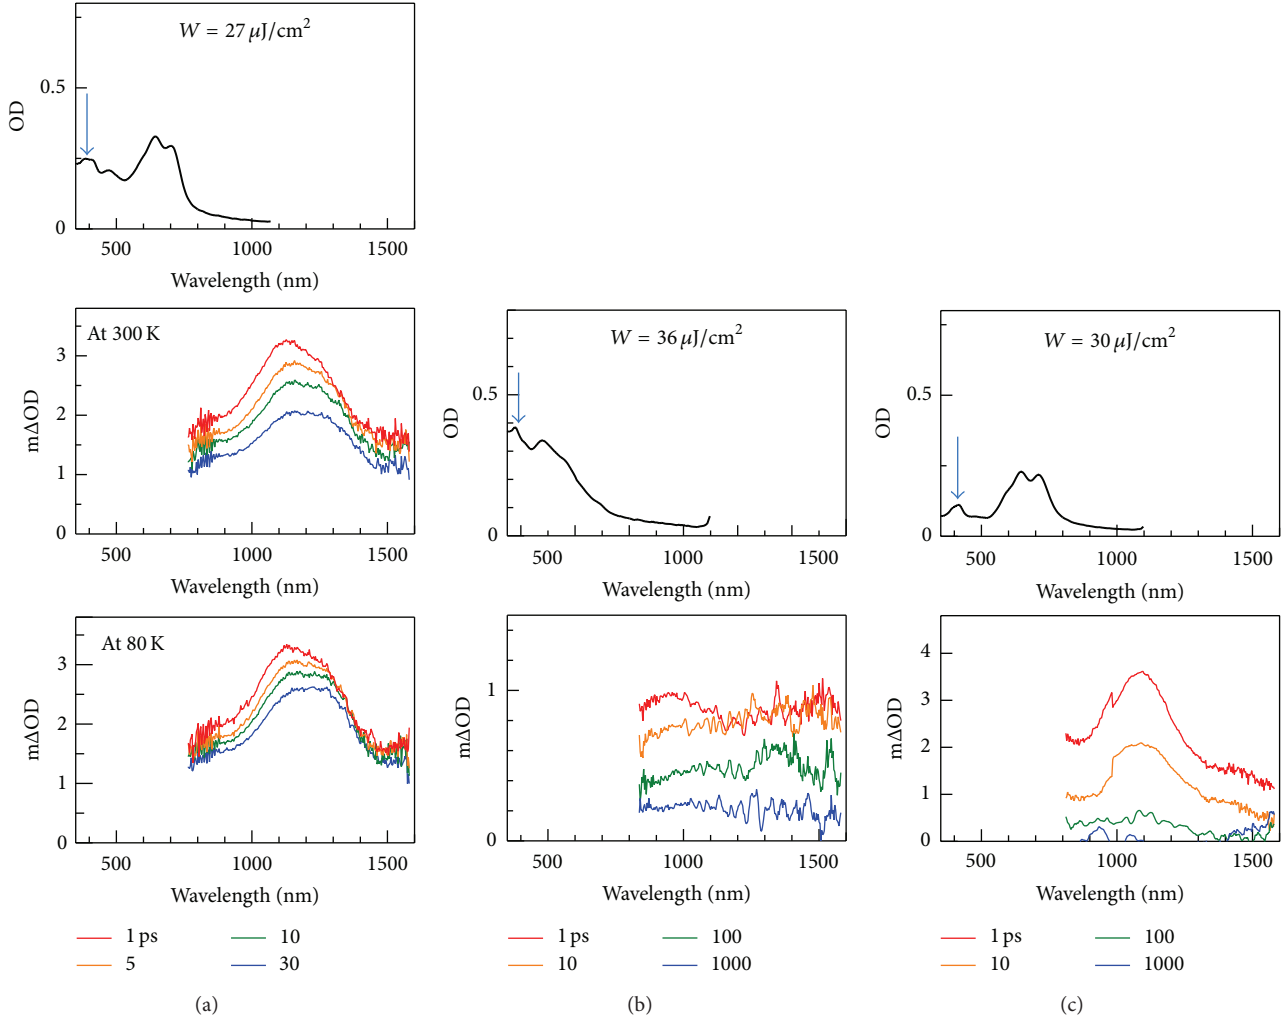 W = 27 μJ/cm²
OD
0.5
0
500 1000 1500
Wavelength (nm)
At 300 K
mΔOD
3
2
1
0
500 1000 1500
Wavelength (nm)
At 80 K
mΔOD
3
2
1
0
500 1000 1500
Wavelength (nm)
1 ps 10
5 30
(a)
W = 36 μJ/cm²
OD
0.5
0
500 1000 1500
Wavelength (nm)
mΔOD
1
0
500 1000 1500
Wavelength (nm)
1 ps 100
10 1000
(b)
W = 30 μJ/cm²
OD
0.5
0
500 1000 1500
Wavelength (nm)
mΔOD
4
3
2
1
0
500 1000 1500
Wavelength (nm)
1 ps 100
10 1000
(c)